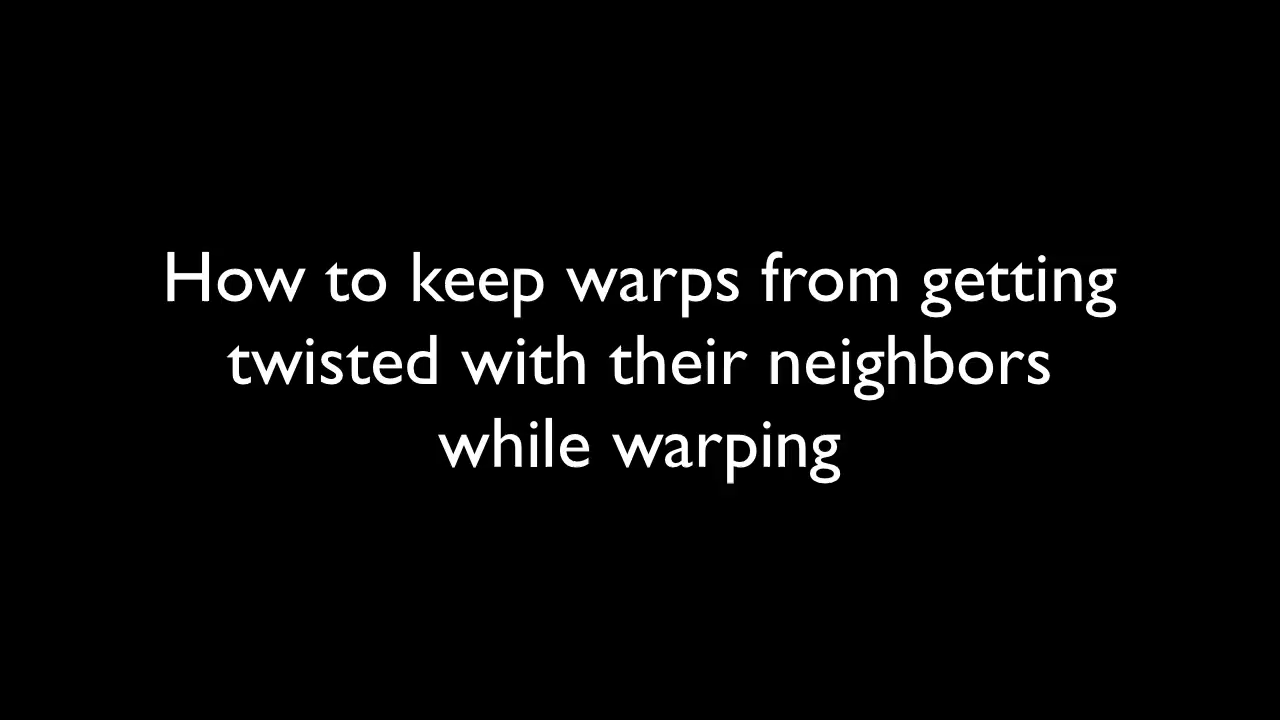 How to keep warps from getting
twisted with their neighbors
while warping